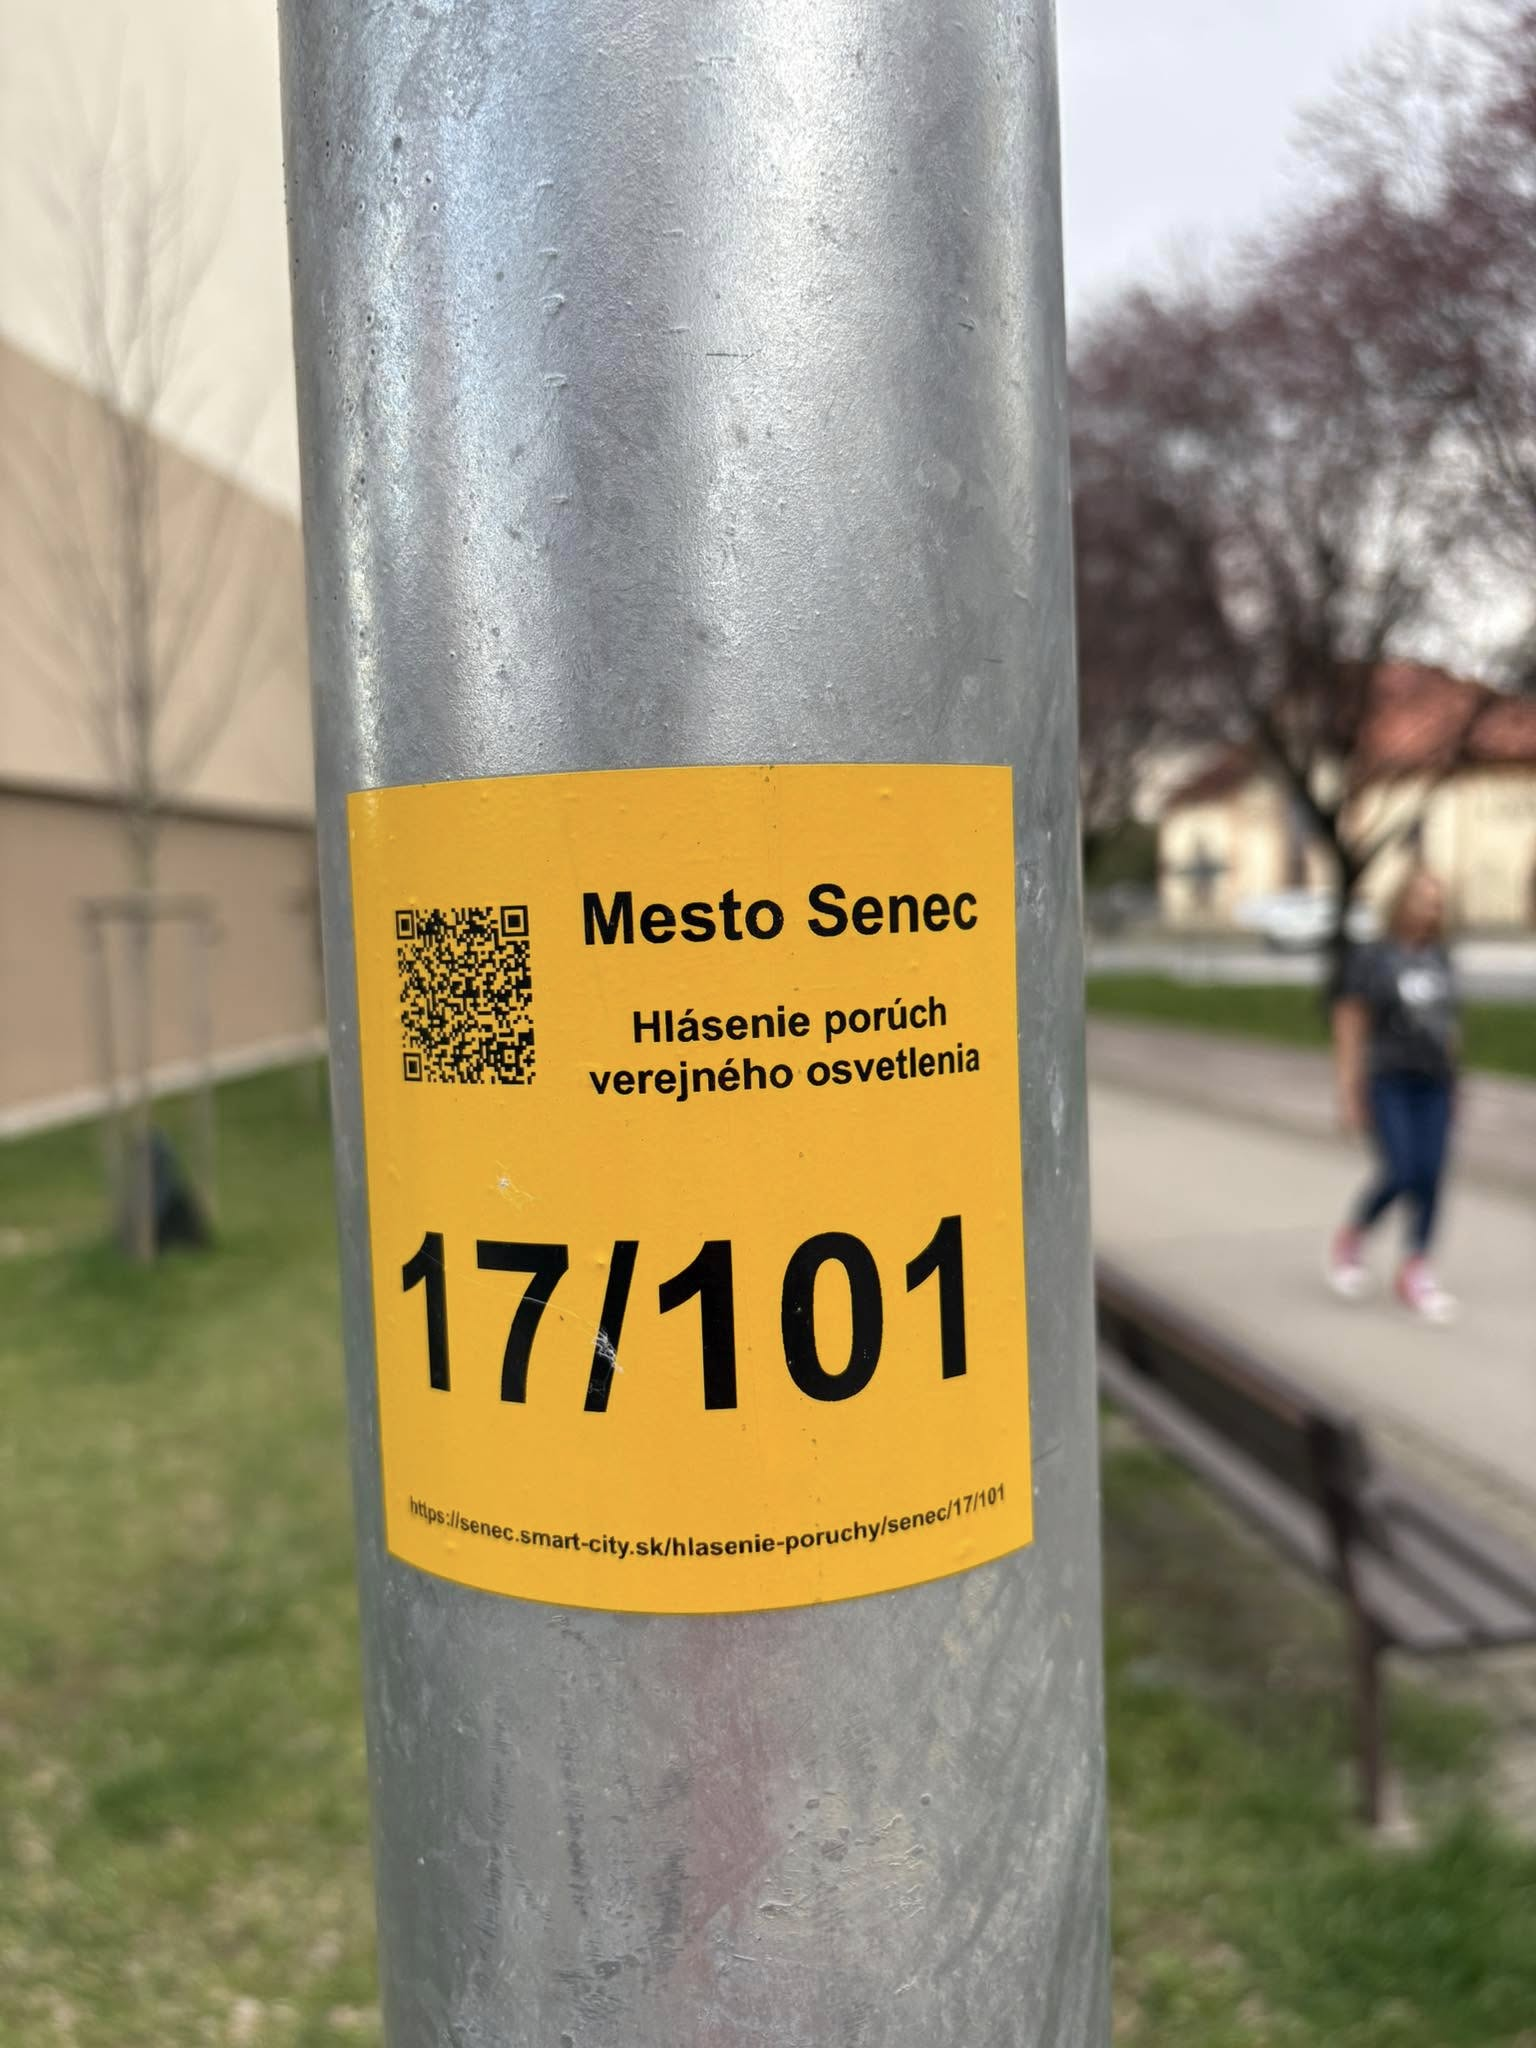 Mesto Senec
Hlásenie porúch
verejného osvetlenia
17/101
https://senec.smart-city.sk/hlasenie-poruchy/senec/17/101